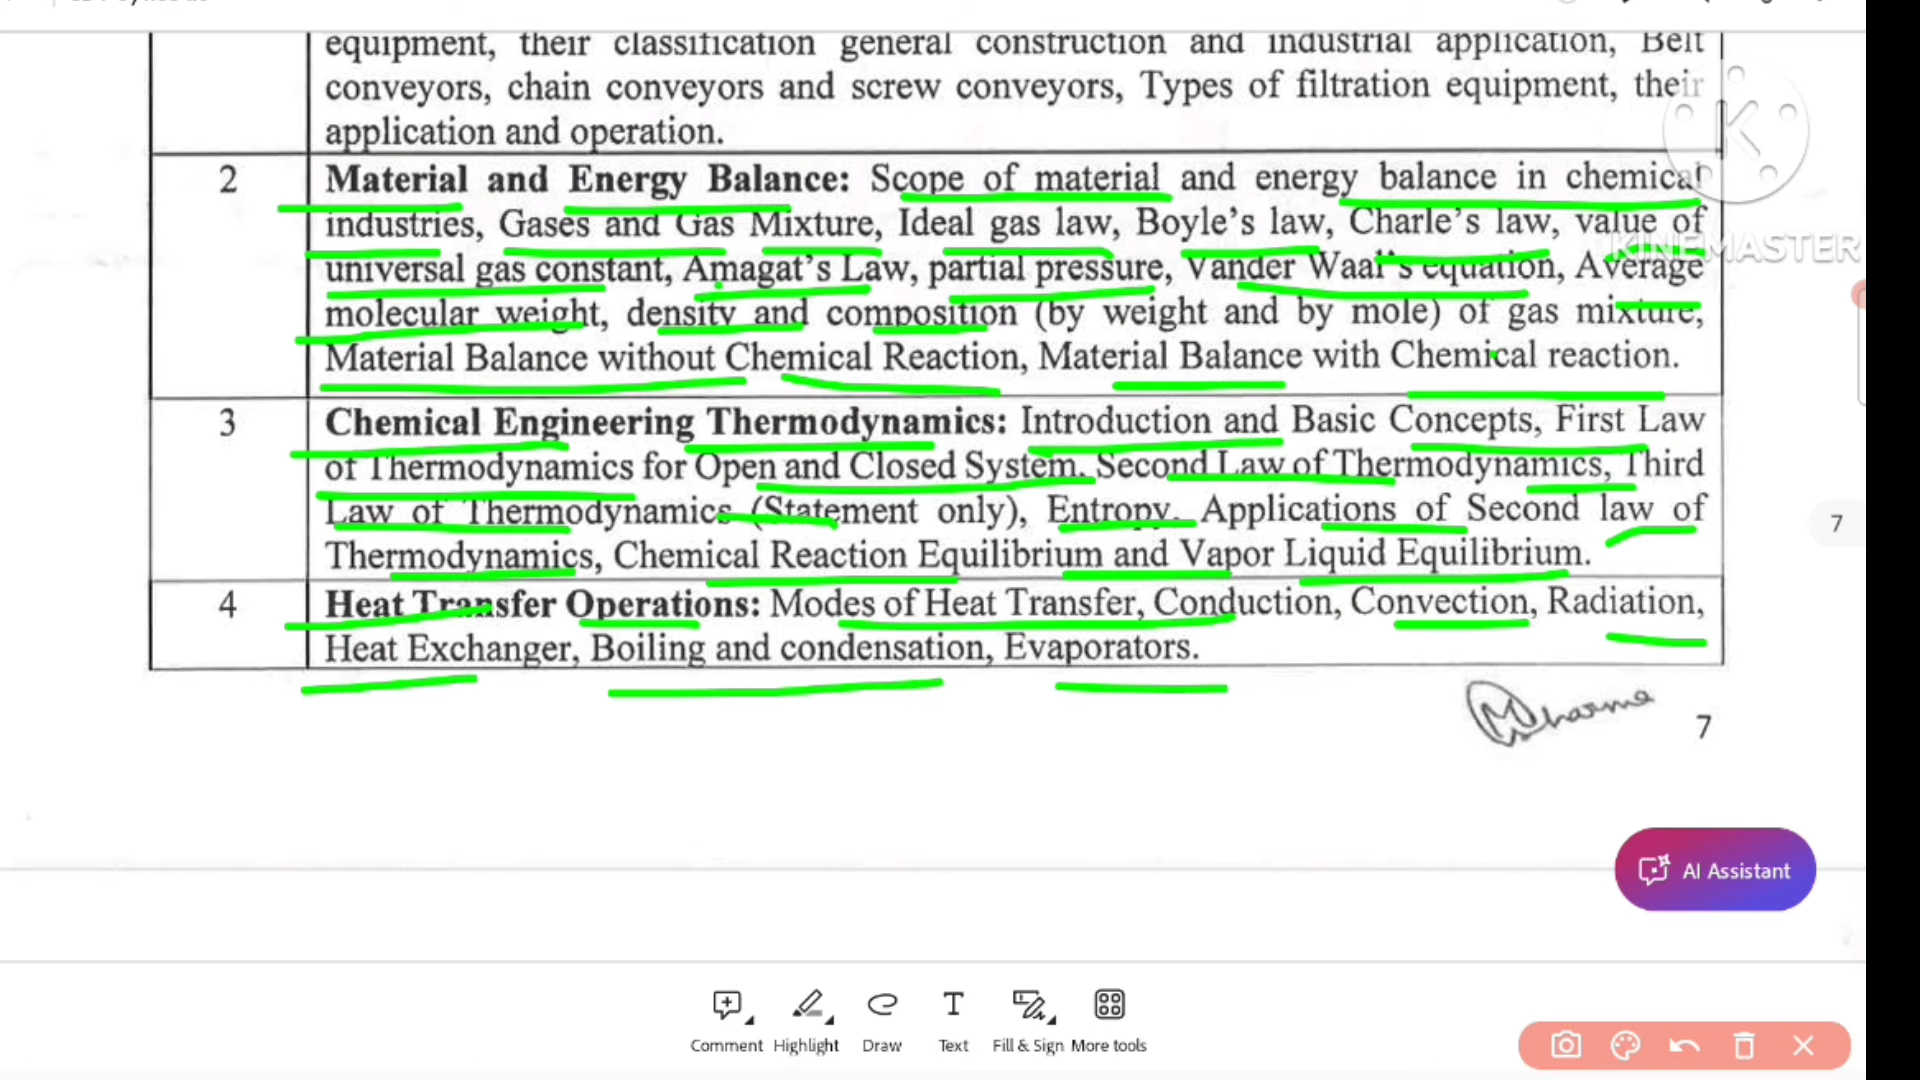 equipment, their classification general construction and industrial application, Belt
conveyors, chain conveyors and screw conveyors, Types of filtration equipment, their
application and operation.
2 Material and Energy Balance: Scope of material and energy balance in chemical
industries, Gases and Gas Mixture, Ideal gas law, Boyle's law, Charle's law, value of
universal gas constant, Amagat's Law, partial pressure, Vander Waal's equation, Average
molecular weight, density and composition (by weight and by mole) of gas mixture,
Material Balance without Chemical Reaction, Material Balance with Chemical reaction.
3 Chemical Engineering Thermodynamics: Introduction and Basic Concepts, First Law
of Thermodynamics for Open and Closed System. Second Law of Thermodynamics, Third
Law of Thermodynamics (Statement only), Entropy. Applications of Second law of
Thermodynamics, Chemical Reaction Equilibrium and Vapor Liquid Equilibrium.
4 Heat Transfer Operations: Modes of Heat Transfer, Conduction, Convection, Radiation,
Heat Exchanger, Boiling and condensation, Evaporators.
K
KINEMASTER
7
7
AI Assistant
Comment Highlight Draw Text Fill & Sign More tools